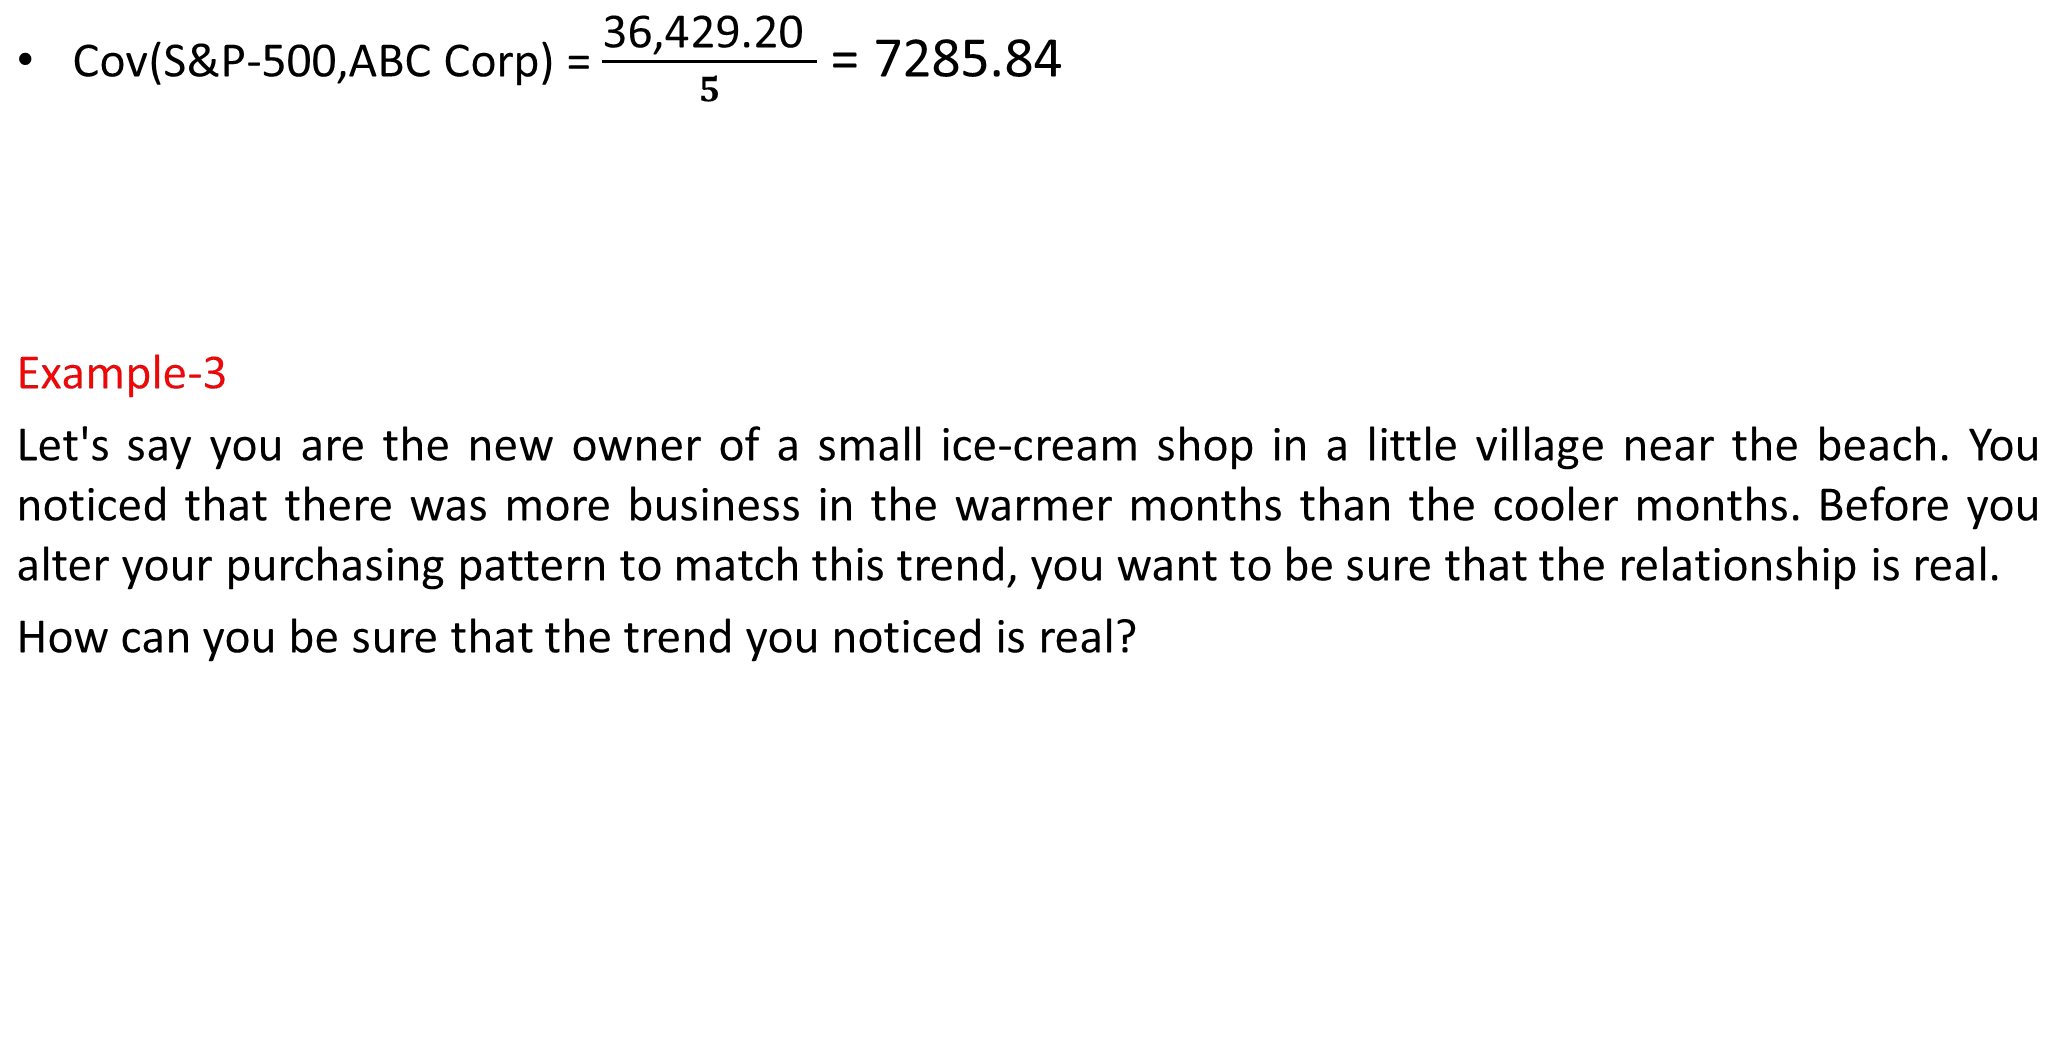 • Cov(S&P-500,ABC Corp) = 36,429.20 / 5 = 7285.84
Example-3
Let's say you are the new owner of a small ice-cream shop in a little village near the beach. You
noticed that there was more business in the warmer months than the cooler months. Before you
alter your purchasing pattern to match this trend, you want to be sure that the relationship is real.
How can you be sure that the trend you noticed is real?